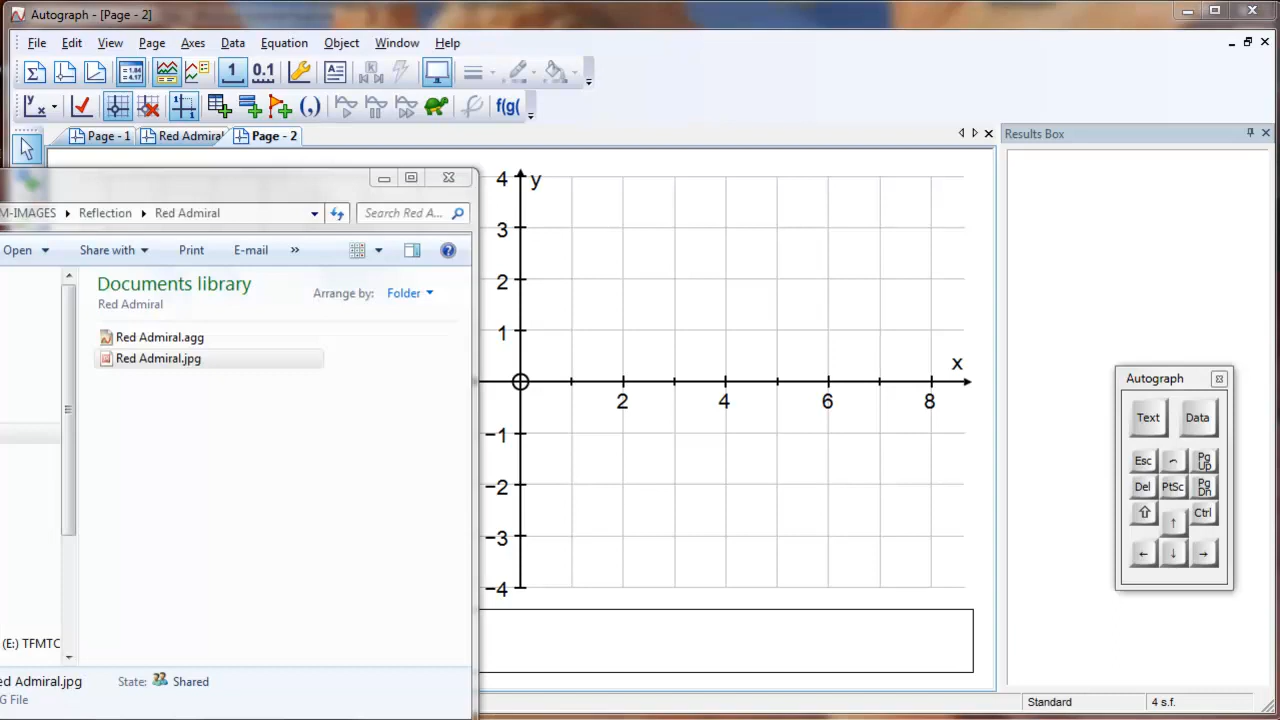 Autograph - [Page - 2]
File Edit View Page Axes Data Equation Object Window Help
1 0.1
f(g(
Page - 1 Red Admiral Page - 2
Results Box
M-IMAGES Reflection Red Admiral Search Red A...
Open Share with Print E-mail »
Documents library
Red Admiral
Arrange by: Folder
Red Admiral.agg
Red Admiral.jpg
(E:) TFMTC
ed Admiral.jpg State: Shared
G File
4 y
3
2
1
x
2 4 6 8
−1
−2
−3
−4
Autograph
Text Data
Esc Pg Up
Del PtSc Pg Dn
Ctrl
Standard 4 s.f.